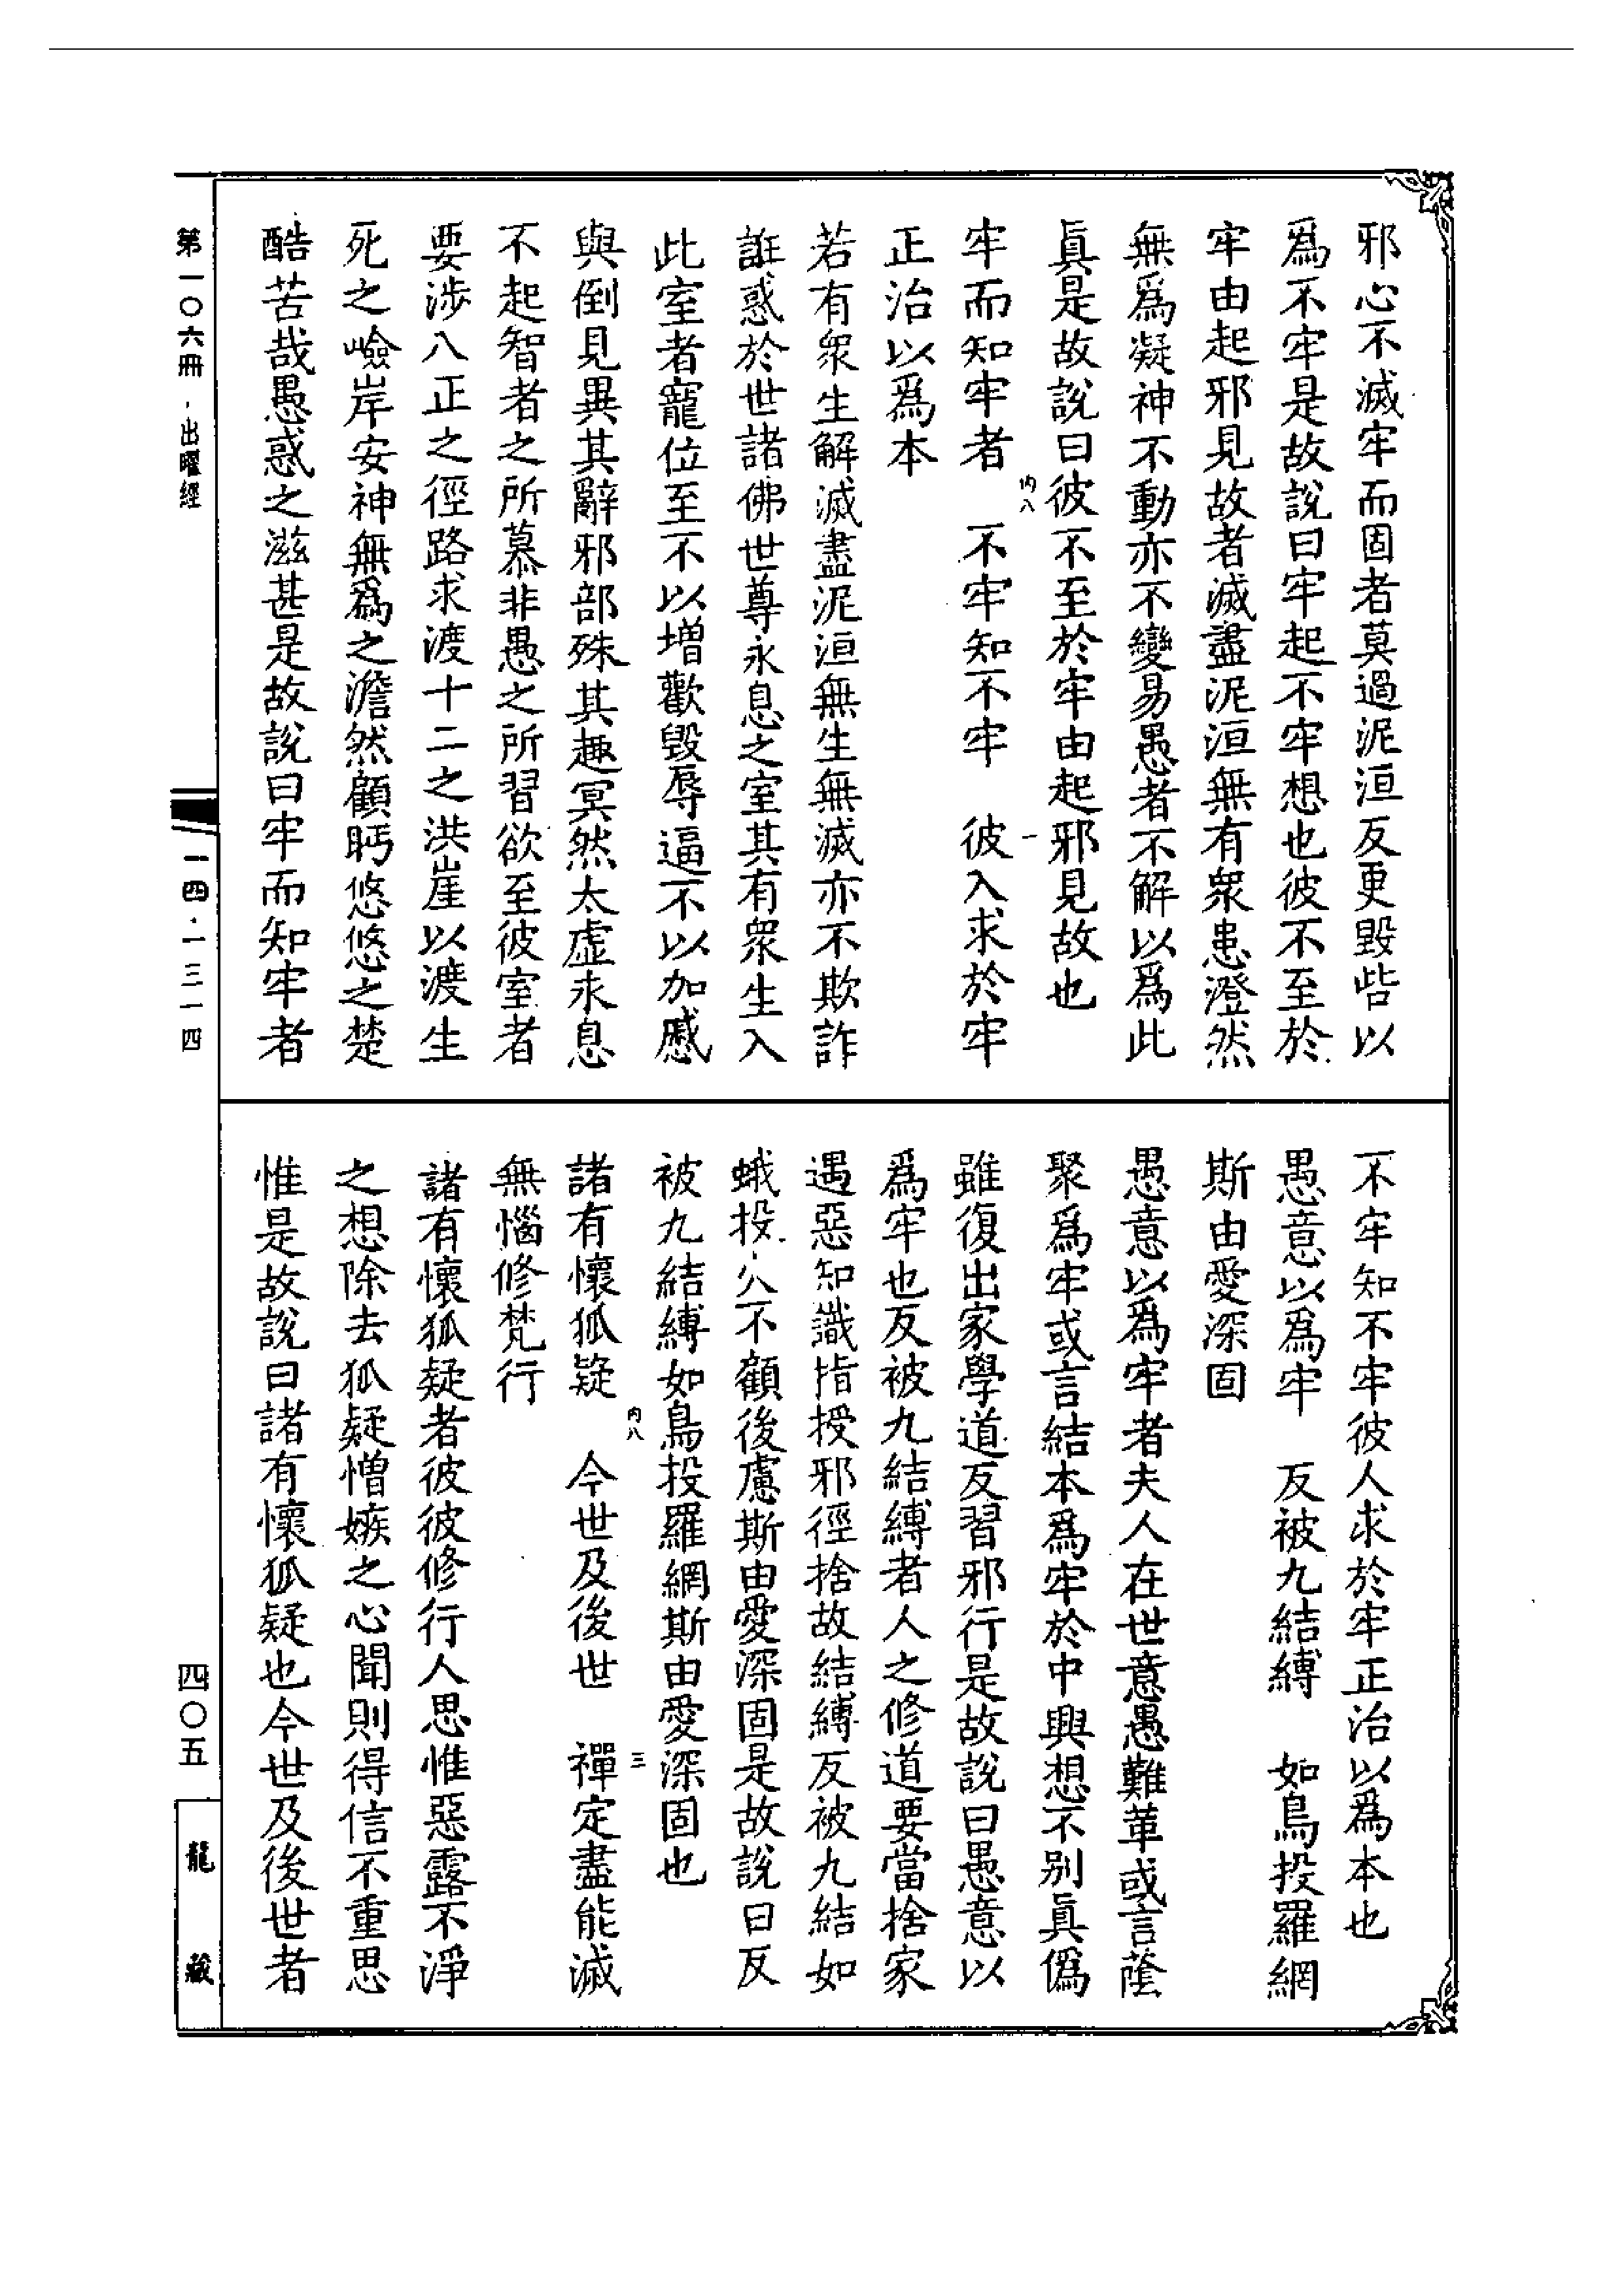 邪心不滅牢而固者莫過泥洹反更毀呰以
爲不牢是故說曰牢起不牢想也彼不至於
牢由起邪見故者滅盡泥洹無有衆患澄然
無爲凝神不動亦不變易愚者不解以爲此
眞是故說曰彼不至於牢由起邪見故也
內八
一
牢而知牢者　不牢知不牢　彼入求於牢
正治以爲本
若有衆生解滅盡泥洹無生無滅亦不欺詐
誑惑於世諸佛世尊永息之室其有衆生入
此室者寵位至不以增歡毀辱逼不以加慼
與倒見異其辭邪部殊其趣冥然太虛永息
不起智者之所慕非愚之所習欲至彼室者
要涉八正之徑路求渡十二之洪崖以渡生
死之嶮岸安神無爲之澹然顧眄悠悠之楚
酷苦哉愚惑之滋甚是故說曰牢而知牢者
不牢知不牢彼人求於牢正治以爲本也
愚意以爲牢　反被九結縛　如鳥投羅網
斯由愛深固
愚意以爲牢者夫人在世意愚難革或言蔭
聚爲牢或言結本爲牢於中興想不別眞僞
雖復出家學道反習邪行是故說曰愚意以
爲牢也反被九結縛者人之修道要當捨家
遇惡知識指授邪徑捨故結縛反被九結如
蛾投火不顧後慮斯由愛深固是故說曰反
被九結縛如鳥投羅網斯由愛深固也
內八
三
諸有懷狐疑　今世及後世　禪定盡能滅
無惱修梵行
諸有懷狐疑者彼彼修行人思惟惡露不淨
之想除去狐疑憎嫉之心聞則得信不重思
惟是故說曰諸有懷狐疑也今世及後世者
第一〇六冊．出曜經
一四．一三一四
四〇五
龍藏